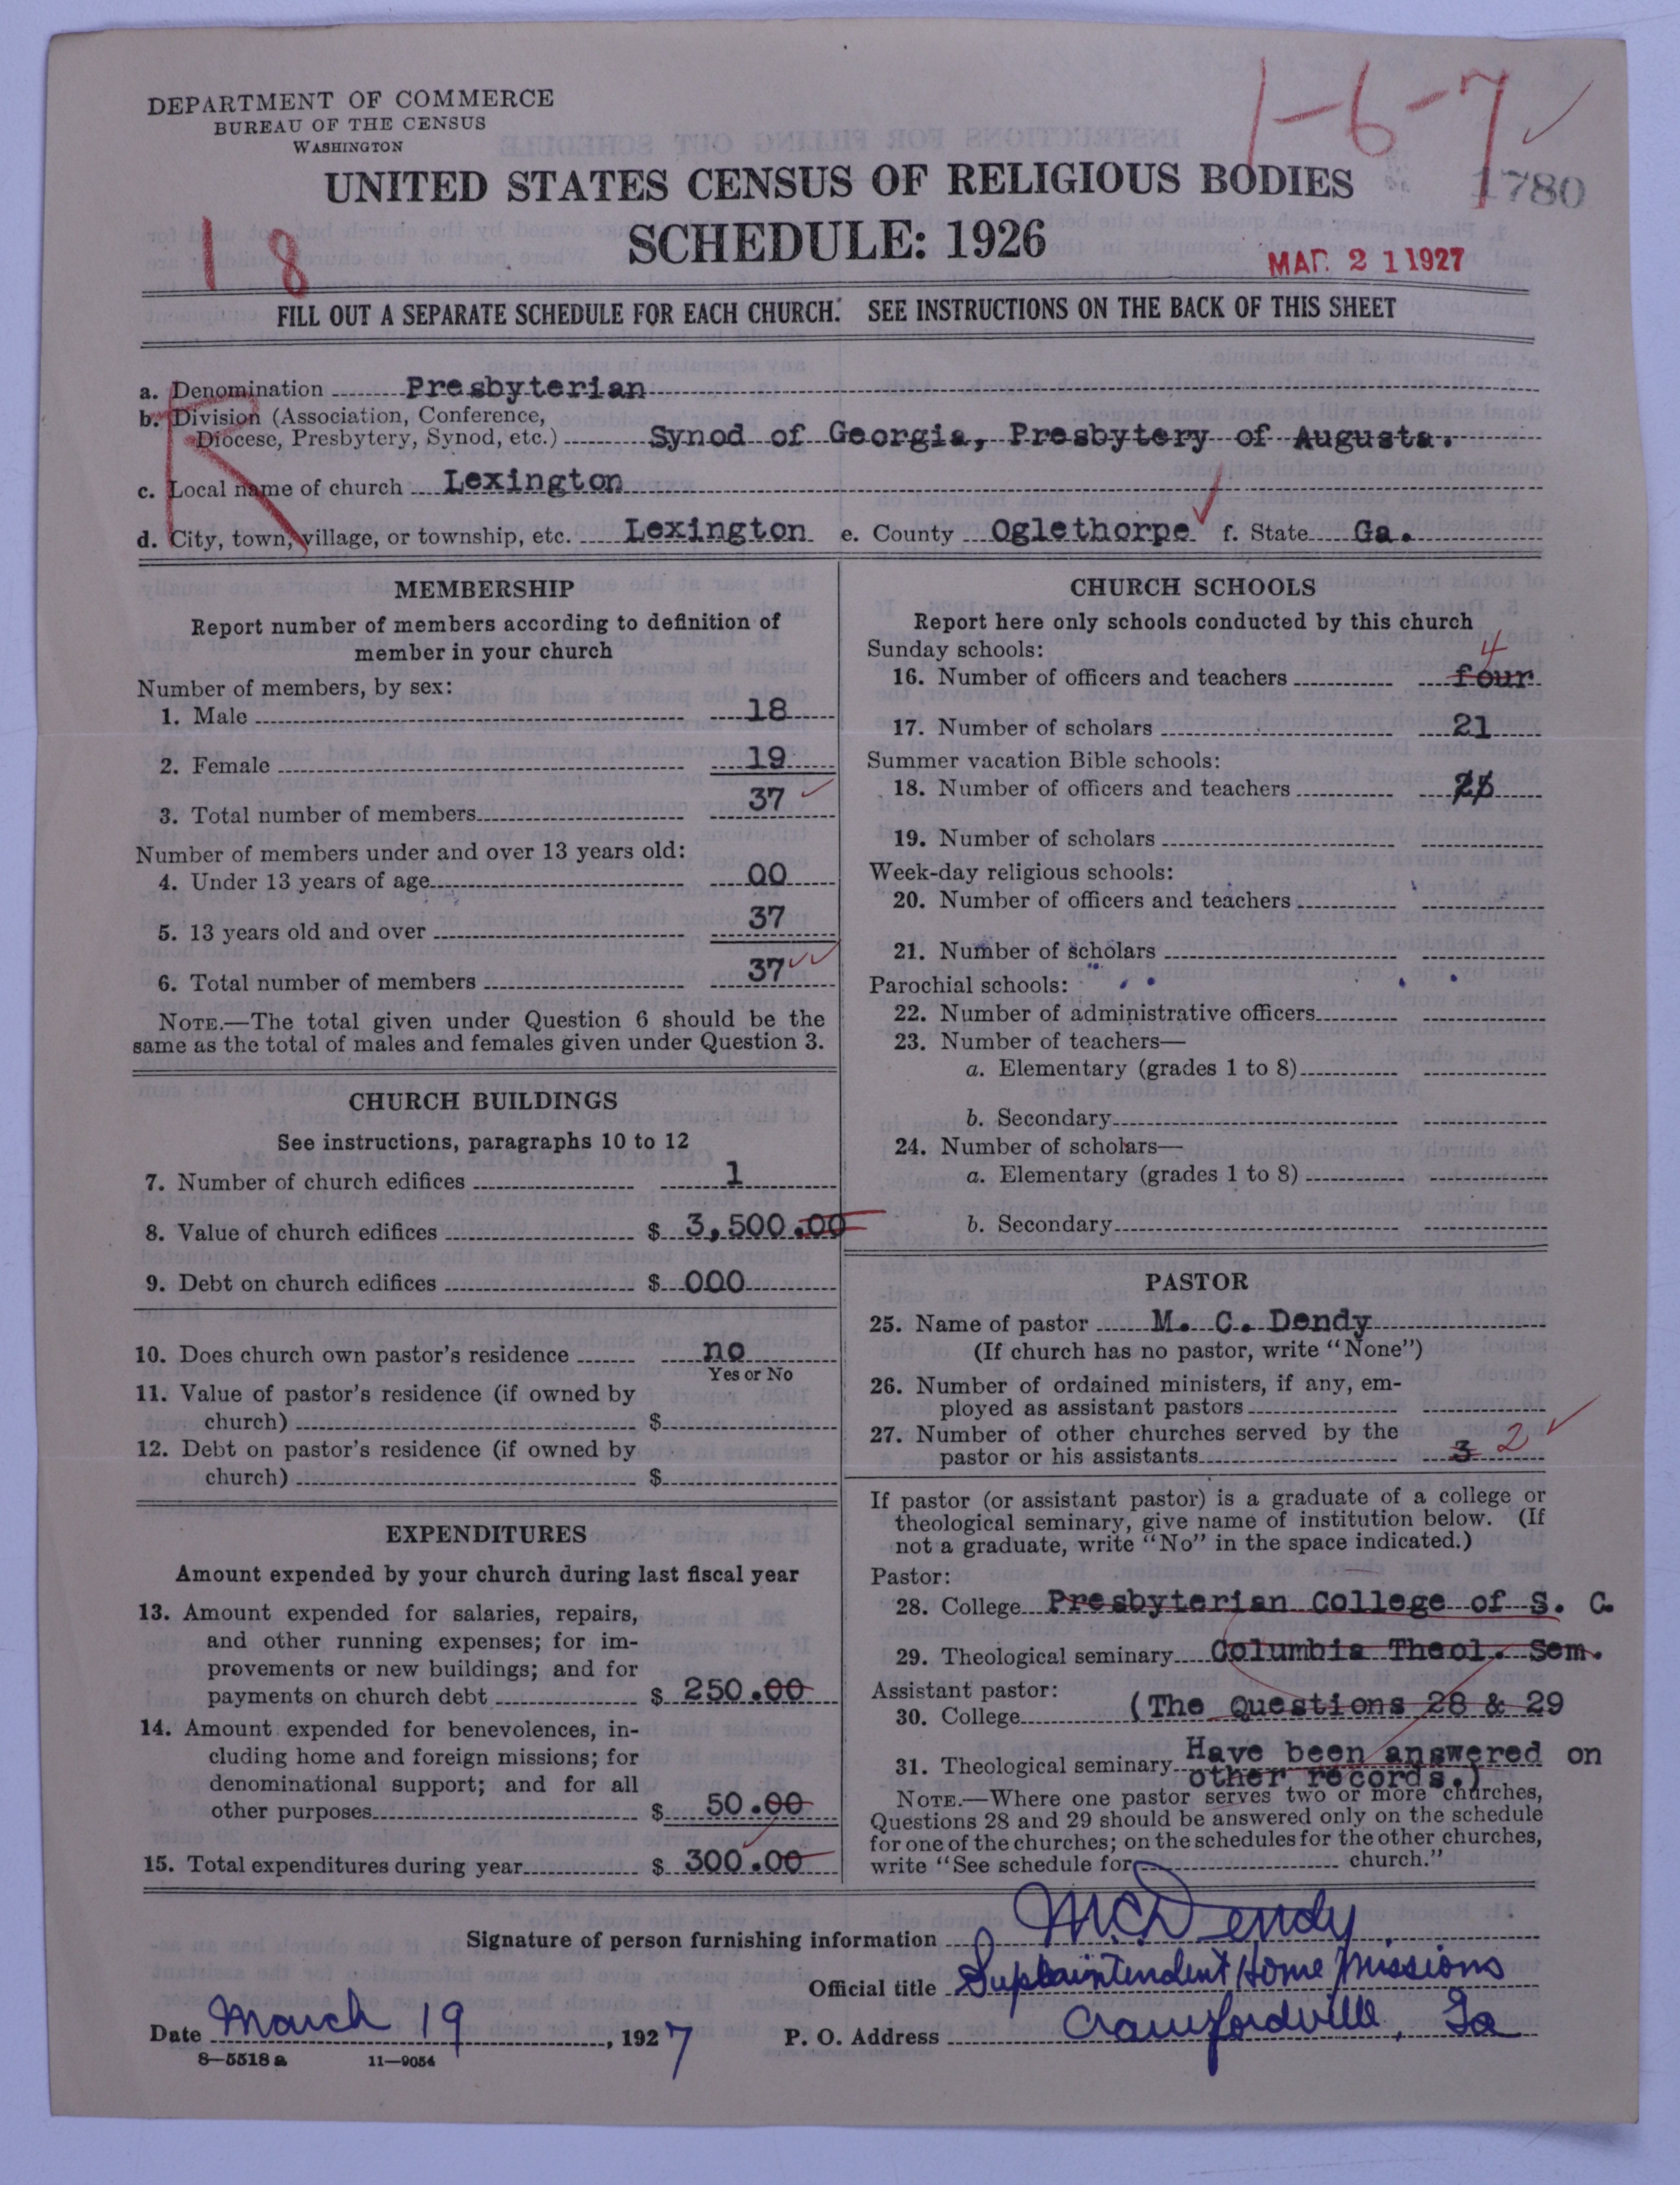 DEPARTMENT OF COMMERCE
BUREAU OF THE CENSUS
WASHINGTON
1-6-7
UNITED STATES CENSUS OF RELIGIOUS BODIES
1780
SCHEDULE: 1926
1 8
MAR 21 1927
FILL OUT A SEPARATE SCHEDULE FOR EACH CHURCH. SEE INSTRUCTIONS ON THE BACK OF THIS SHEET
R
a. Denomination Presbyterian
b. Division (Association, Conference,
Diocese, Presbytery, Synod, etc.) Synod of Georgia, Presbytery of Augusta.
c. Local name of church Lexington
d. City, town, village, or township, etc. Lexington e. County Oglethorpe f. State Ga.
MEMBERSHIP
Report number of members according to definition of
member in your church
Number of members, by sex:
1. Male 18
2. Female 19
3. Total number of members 37
Number of members under and over 13 years old:
4. Under 13 years of age 00
5. 13 years old and over 37
6. Total number of members 37
NOTE.—The total given under Question 6 should be the
same as the total of males and females given under Question 3.
CHURCH BUILDINGS
See instructions, paragraphs 10 to 12
7. Number of church edifices 1
8. Value of church edifices $ 3,500.00
9. Debt on church edifices $ 000
10. Does church own pastor's residence no
Yes or No
11. Value of pastor's residence (if owned by
church) $
12. Debt on pastor's residence (if owned by
church) $
EXPENDITURES
Amount expended by your church during last fiscal year
13. Amount expended for salaries, repairs,
and other running expenses; for im-
provements or new buildings; and for
payments on church debt $ 250.00
14. Amount expended for benevolences, in-
cluding home and foreign missions; for
denominational support; and for all
other purposes $ 50.00
15. Total expenditures during year $ 300.00
CHURCH SCHOOLS
Report here only schools conducted by this church
Sunday schools:
4
16. Number of officers and teachers four
17. Number of scholars 21
Summer vacation Bible schools:
18. Number of officers and teachers
19. Number of scholars
Week-day religious schools:
20. Number of officers and teachers
21. Number of scholars
Parochial schools:
22. Number of administrative officers
23. Number of teachers—
a. Elementary (grades 1 to 8)
b. Secondary
24. Number of scholars—
a. Elementary (grades 1 to 8)
b. Secondary
PASTOR
25. Name of pastor M. C. Dendy
(If church has no pastor, write "None")
26. Number of ordained ministers, if any, em-
ployed as assistant pastors
27. Number of other churches served by the
pastor or his assistants 3 2
If pastor (or assistant pastor) is a graduate of a college or
theological seminary, give name of institution below. (If
not a graduate, write "No" in the space indicated.)
Pastor:
28. College Presbyterian College of S. C.
29. Theological seminary Columbia Theol. Sem.
Assistant pastor:
30. College (The Questions 28 & 29
31. Theological seminary Have been answered on
other records.)
NOTE.—Where one pastor serves two or more churches,
Questions 28 and 29 should be answered only on the schedule
for one of the churches; on the schedules for the other churches,
write "See schedule for church."
Signature of person furnishing information M. C. Dendy
Official title Superintendent Home Missions
Date March 19, 1927 P. O. Address Crawfordville, Ga
8—5518 a 11—9054